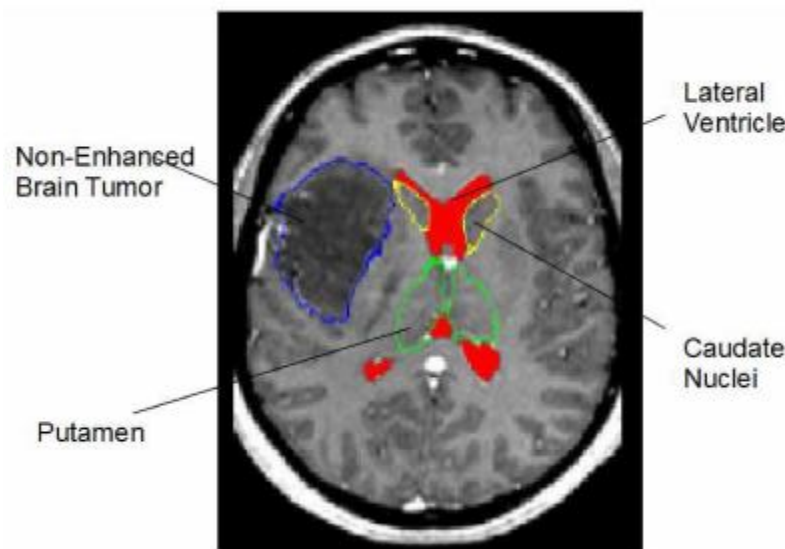 Lateral
Ventricle
Non-Enhanced
Brain Tumor
Caudate
Nuclei
Putamen